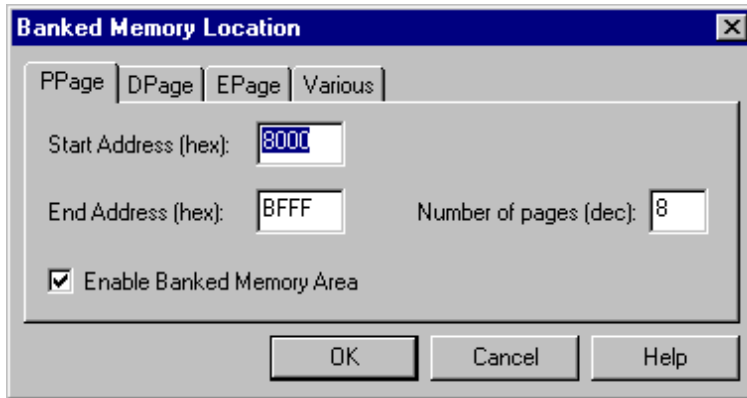 Banked Memory Location
PPage DPage EPage Various
Start Address (hex): 8000
End Address (hex): BFFF Number of pages (dec): 8
Enable Banked Memory Area
OK Cancel Help